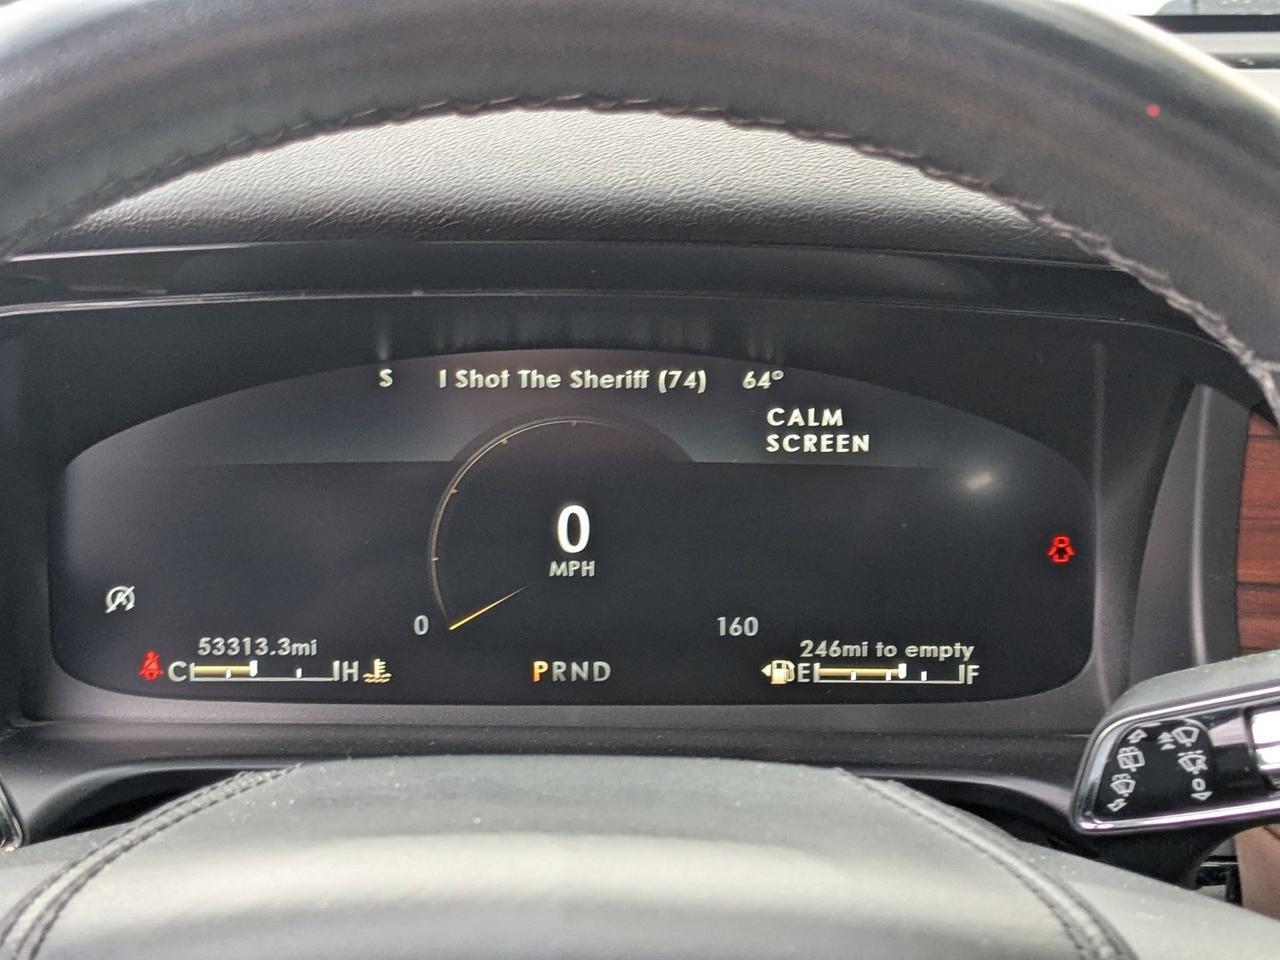 S I Shot The Sheriff (74) 64°
CALM
SCREEN
0
MPH
0 160
53313.3mi 246mi to empty
C H PRND E F